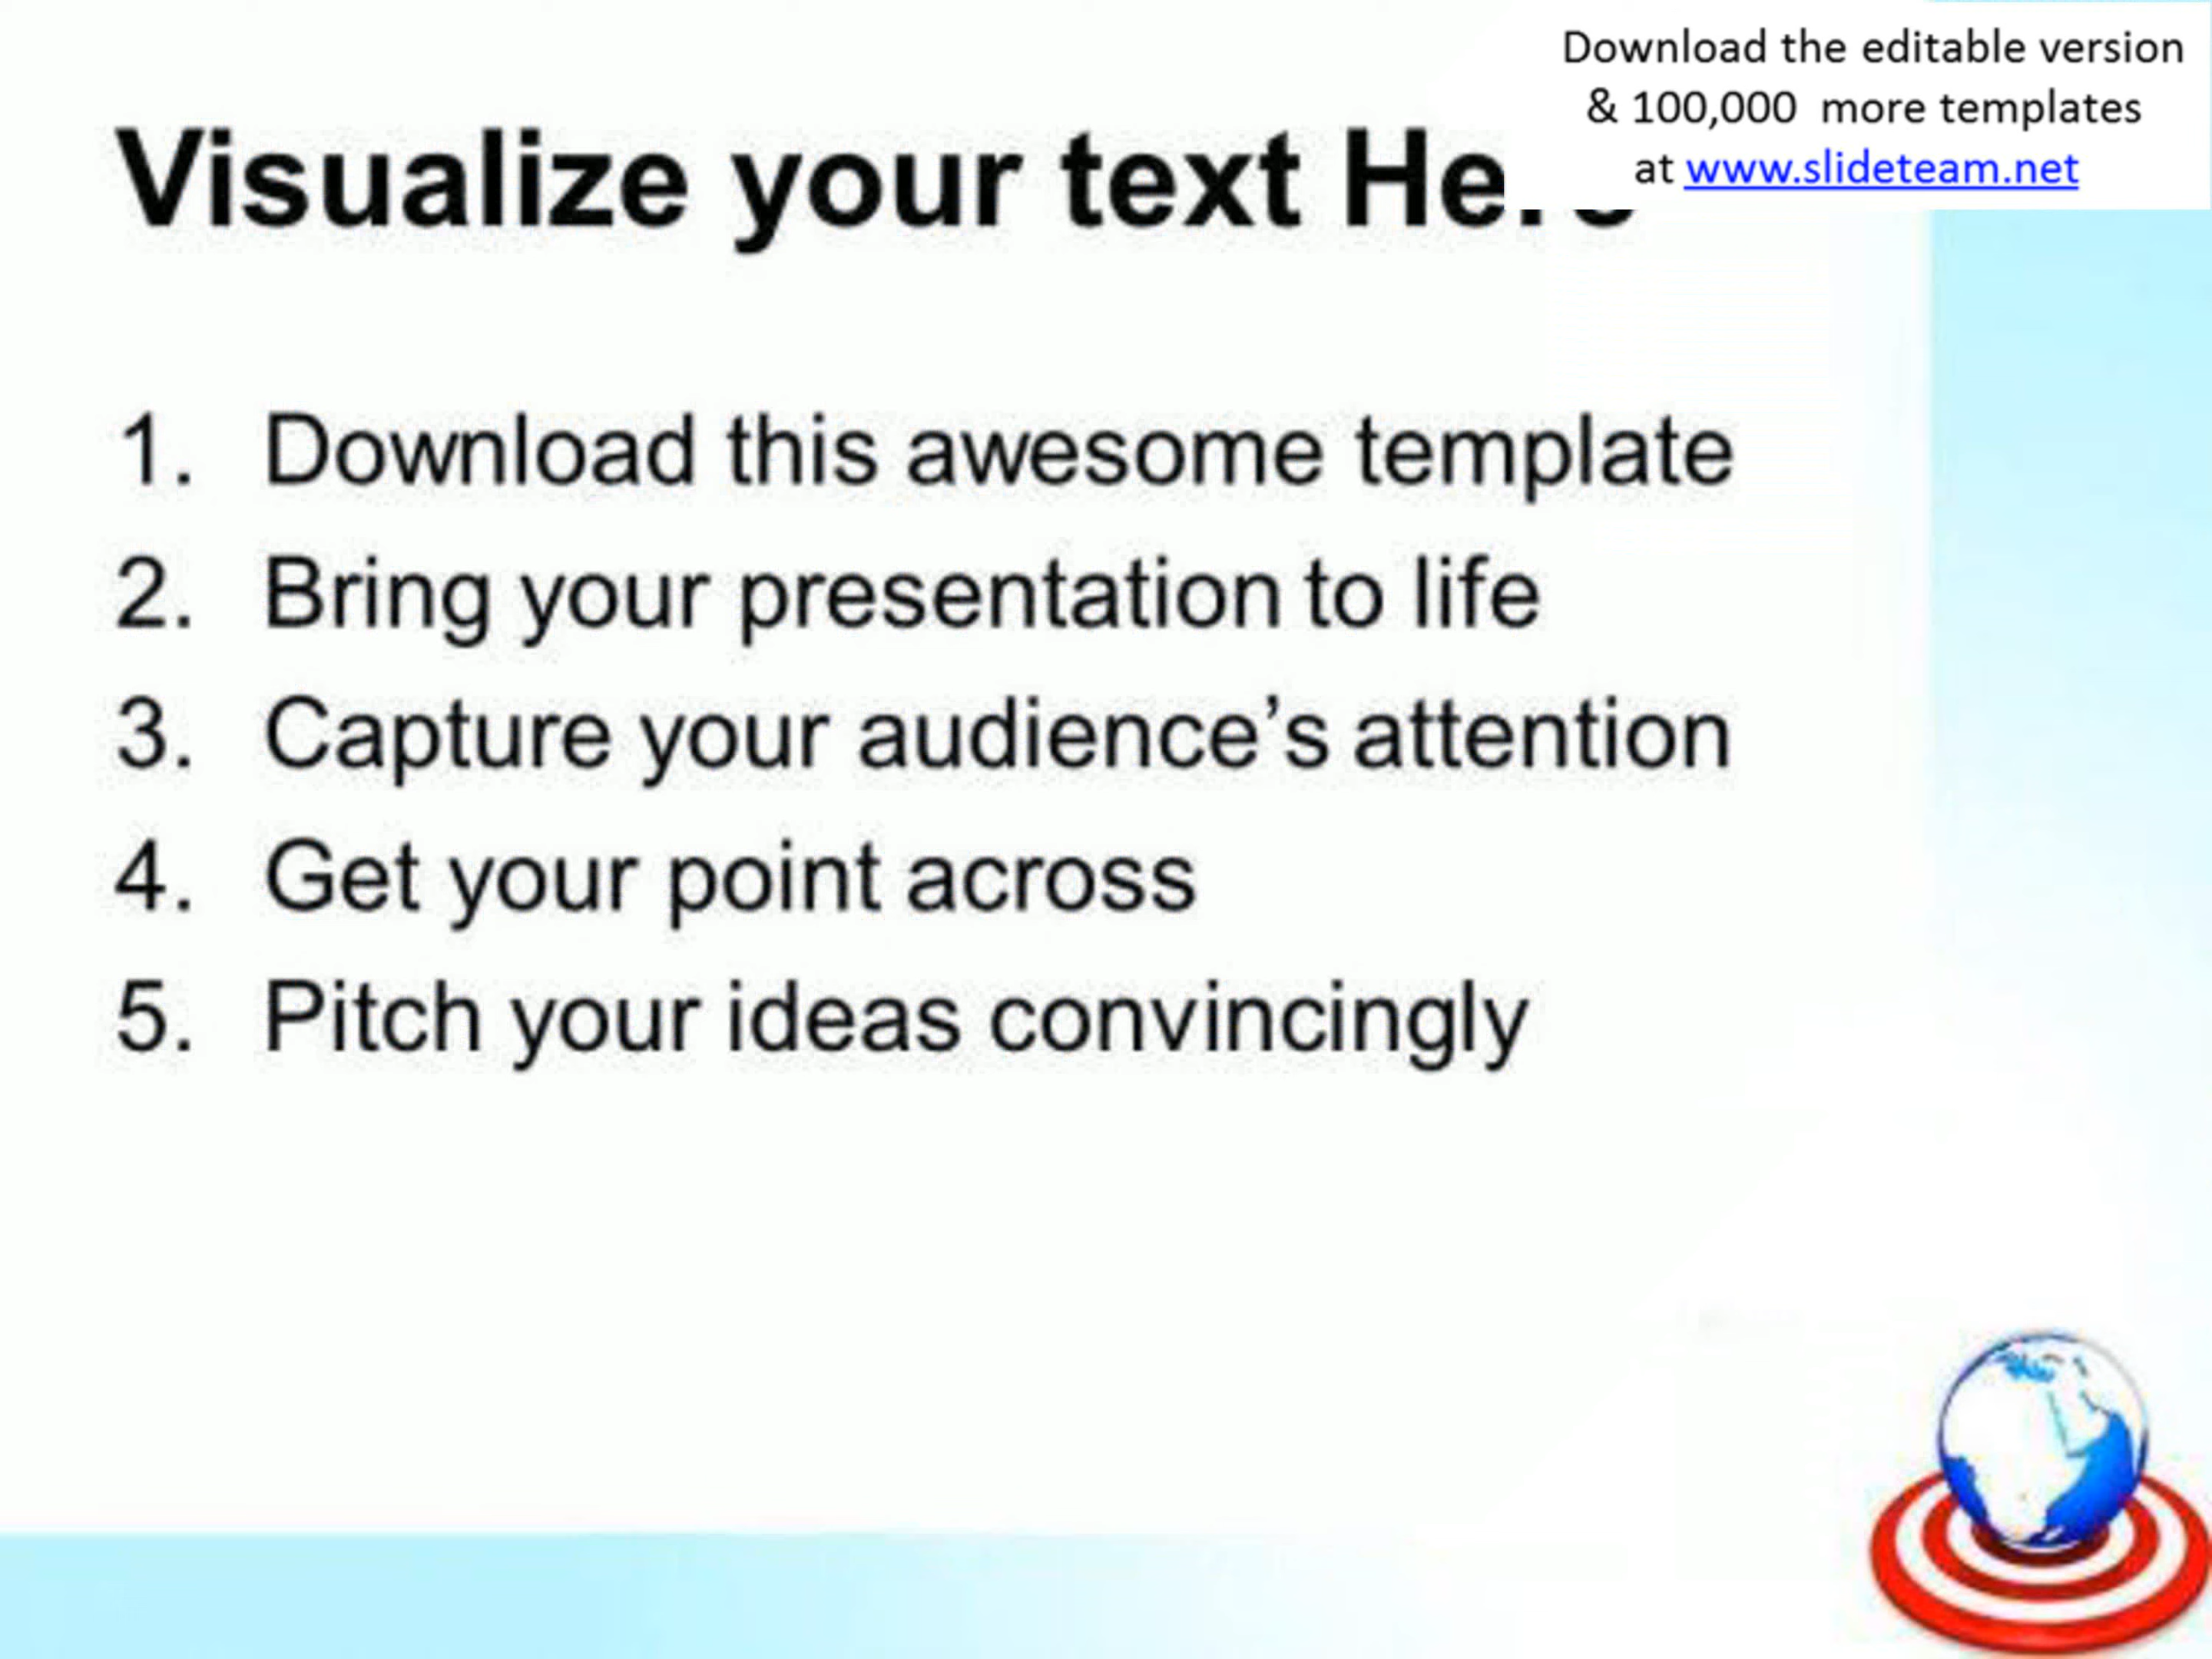 Download the editable version
& 100,000 more templates
at www.slideteam.net
Visualize your text Here
1. Download this awesome template
2. Bring your presentation to life
3. Capture your audience’s attention
4. Get your point across
5. Pitch your ideas convincingly